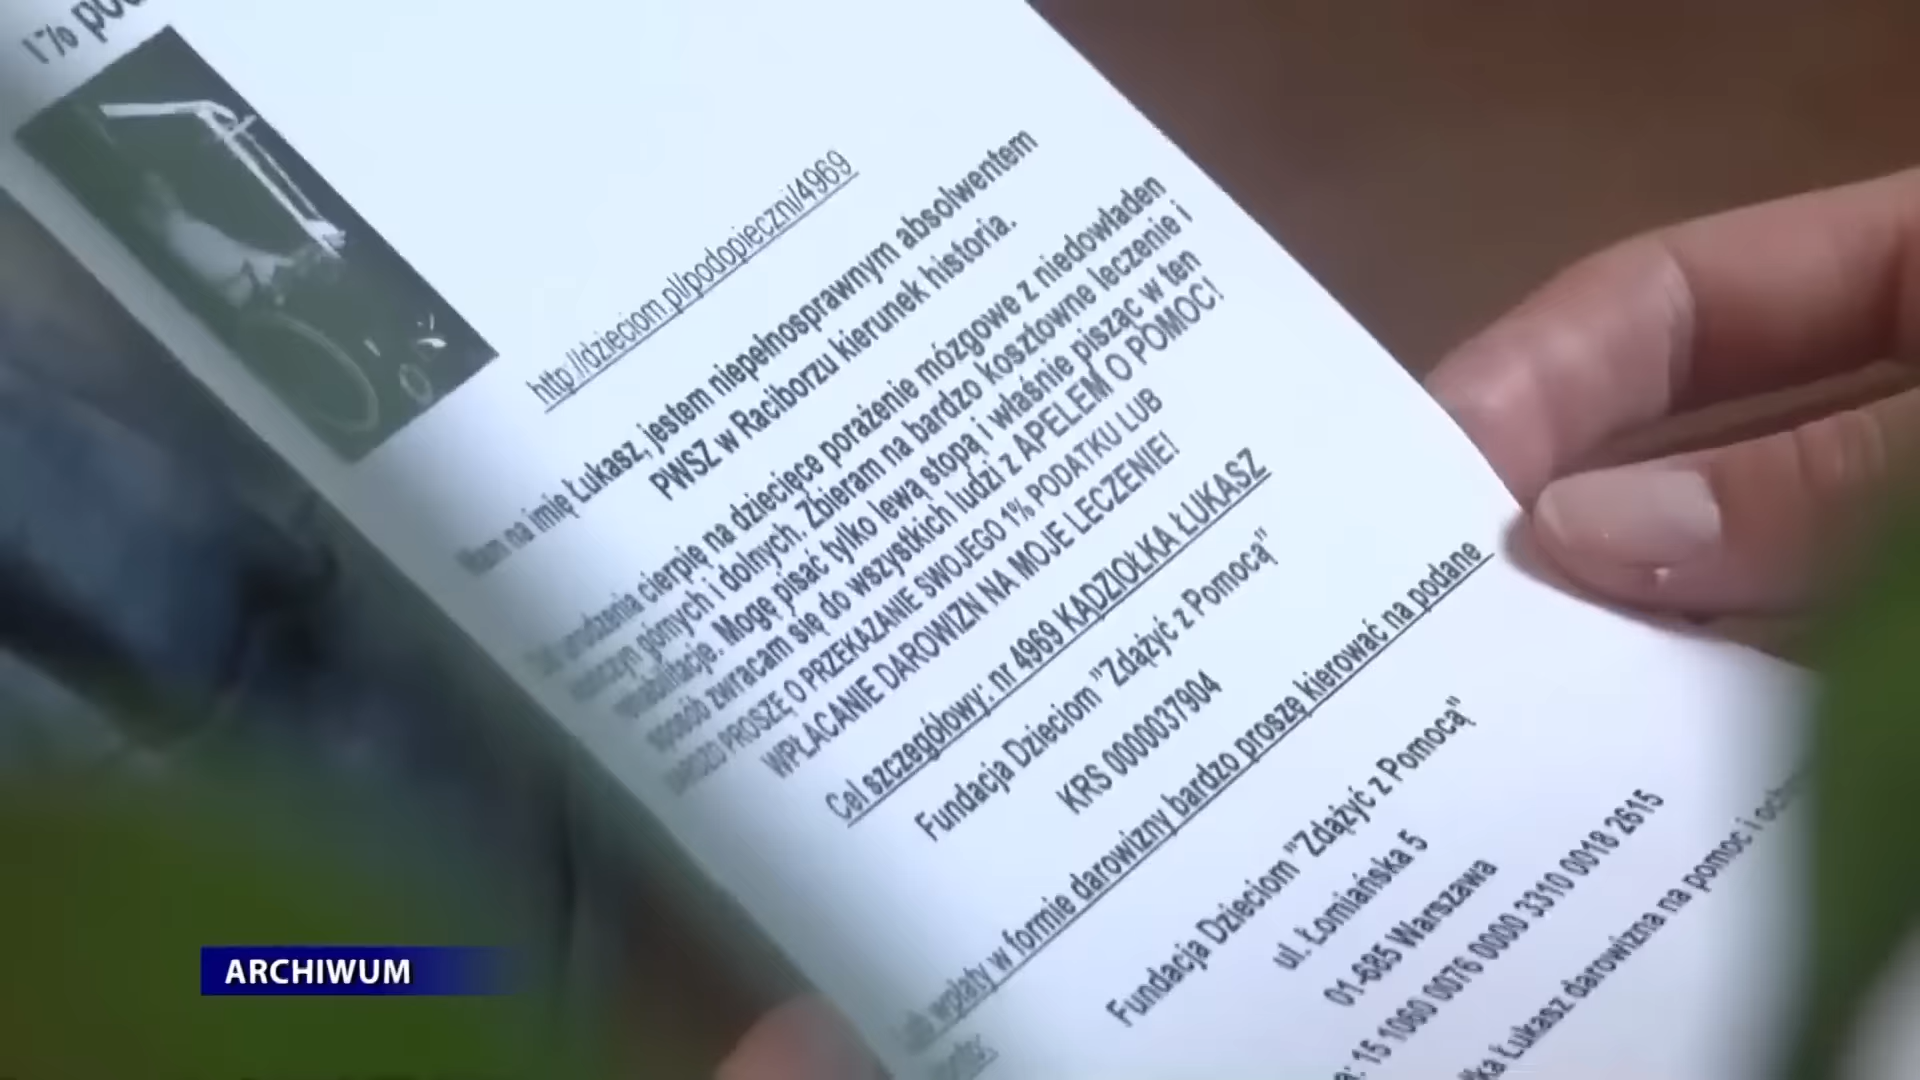 1%
http://dzieciom.pl/podopieczni/4969
Mam na imię Łukasz, jestem niepełnosprawnym absolwentem
PWSZ w Raciborzu kierunek historia.
Od urodzenia cierpię na dziecięce porażenie mózgowe z niedowładen
kończyn górnych i dolnych. Zbieram na bardzo kosztowne leczenie i
rehabilitacje. Mogę pisać tylko lewą stopą i właśnie pisząc w ten
sposób zwracam się do wszystkich ludzi z APELEM O POMOC!
BARDZO PROSZĘ O PRZEKAZANIE SWOJEGO 1% PODATKU LUB
WPŁACANIE DAROWIZN NA MOJE LECZENIE!
Cel szczegółowy: nr 4969 KĄDZIOŁKA ŁUKASZ
Fundacja Dzieciom "Zdążyć z Pomocą"
KRS 0000037904
lub wpłaty w formie darowizny bardzo proszę kierować na podane
konto:
Fundacja Dzieciom "Zdążyć z Pomocą"
ul. Łomiańska 5
01-685 Warszawa
15 1060 0076 0000 3310 0018 2615
Łukasz darowizna na pomoc i
ARCHIWUM